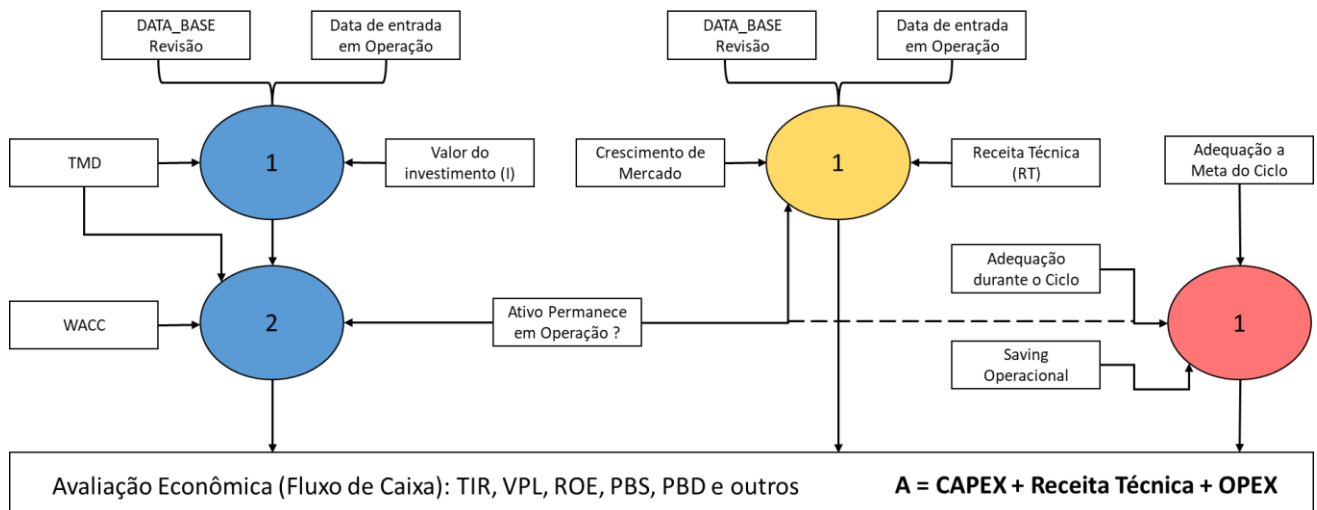 DATA_BASE
Revisão
Data de entrada
em Operação
DATA_BASE
Revisão
Data de entrada
em Operação
TMD
1
Valor do
investimento (I)
Crescimento de
Mercado
1
Receita Técnica
(RT)
Adequação a
Meta do Ciclo
Adequação
durante o Ciclo
WACC
2
Ativo Permanece
em Operação ?
1
Saving
Operacional
Avaliação Econômica (Fluxo de Caixa): TIR, VPL, ROE, PBS, PBD e outros
A = CAPEX + Receita Técnica + OPEX